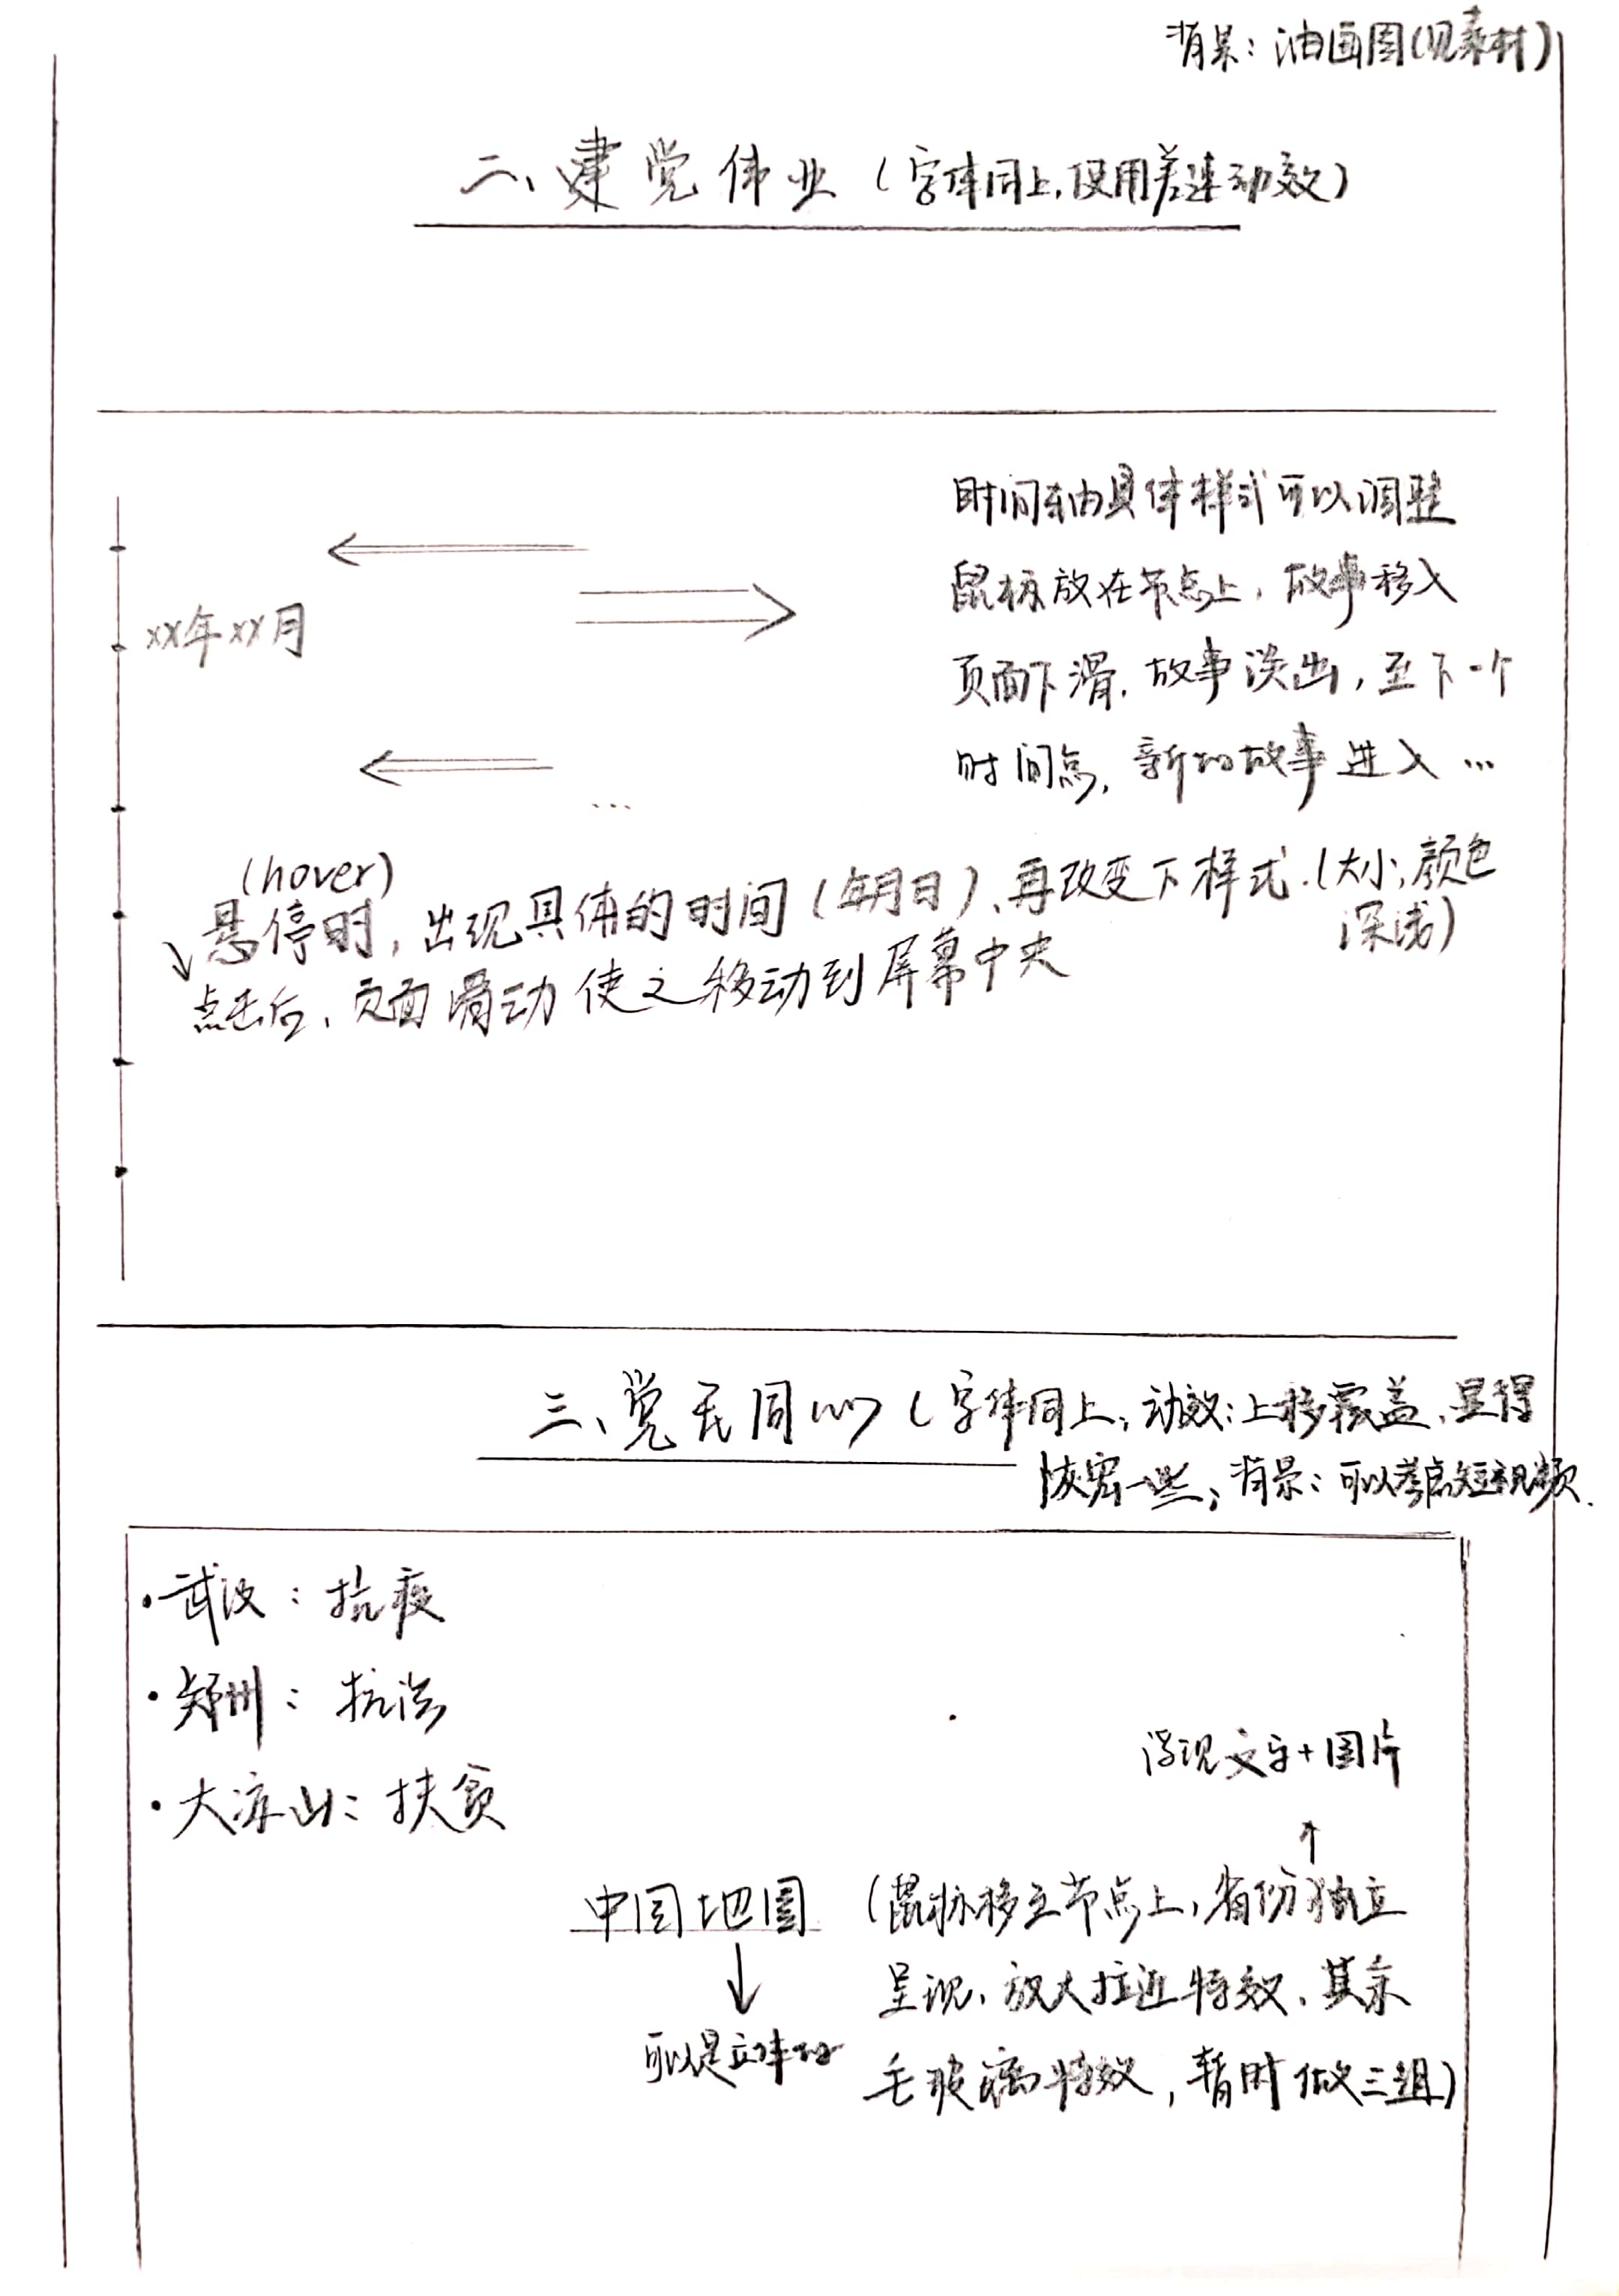 背景：油画图(见素材)
二、建党伟业（字体同上，使用差速动效）
时间轴具体样式可以调整
鼠标放在节点上，故事移入
xx年xx月
页面下滑，故事淡出，至下一个
时间点，新的故事进入…
…
(hover)
悬停时，出现具体的时间（年月日）、再改变下样式.(大小,颜色
深浅)
点击后、页面滑动使之移动到屏幕中央
三、党民同心（字体同上，动效：上移覆盖、显得
恢宏一些；背景：可以考虑短视频.
·武汉：抗疫
·郑州：抗洪
·大凉山：扶贫
浮现文字+图片
中国地图（鼠标移至节点上，省份独立
呈现、放大拉近特效、其余
可以是立体的
毛玻璃特效，暂时做三组)